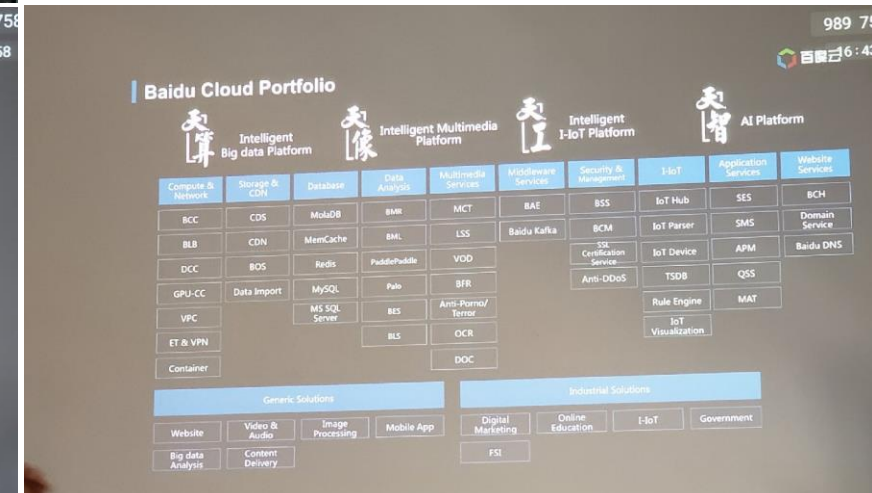 758
58
989 75
百度云
16:43
Baidu Cloud Portfolio
天算
Intelligent
Big data Platform
天像
Intelligent Multimedia
Platform
天工
Intelligent
I-IoT Platform
天智
AI Platform
Compute &
Network
Storage &
CDN
Database
Data
Analysis
Multimedia
Services
Middleware
Services
Security &
Management
I-IoT
Application
Services
Website
Services
BCC
CDS
MolaDB
BMR
MCT
BAE
BSS
IoT Hub
SES
BCH
BLB
CDN
MemCache
BML
LSS
Baidu Kafka
BCM
IoT Parser
SMS
Domain
Service
DCC
BOS
Redis
PaddlePaddle
VOD
SSL
Certification
Service
IoT Device
APM
Baidu DNS
GPU-CC
Data Import
MySQL
Palo
BFR
Anti-DDoS
TSDB
QSS
VPC
MS SQL
Server
BES
Anti-Porno/
Terror
Rule Engine
MAT
ET & VPN
BLS
OCR
IoT
Visualization
Container
DOC
Generic Solutions
Industrial Solutions
Website
Video &
Audio
Image
Processing
Mobile App
Digital
Marketing
Online
Education
I-IoT
Government
Big data
Analysis
Content
Delivery
FSI